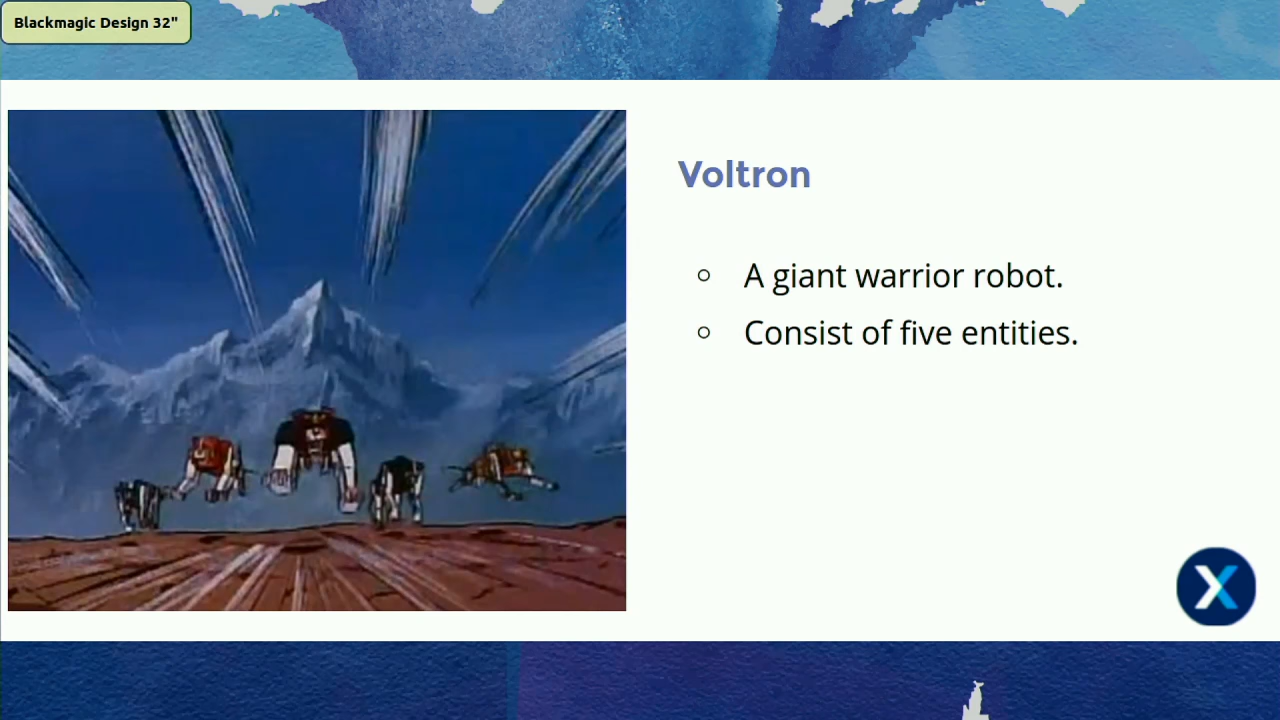 Blackmagic Design 32"
Voltron
A giant warrior robot.
Consist of five entities.
X